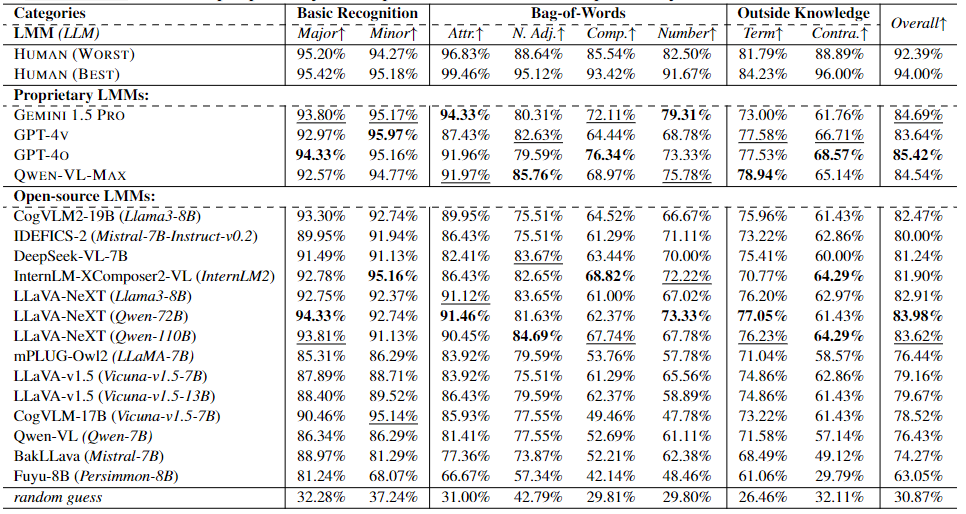 Categories Basic Recognition Bag-of-Words Outside Knowledge Overall↑
LMM (LLM) Major↑ Minor↑ Attr.↑ N. Adj.↑ Comp.↑ Number↑ Term↑ Contra.↑
HUMAN (WORST) 95.20% 94.27% 96.83% 88.64% 85.54% 82.50% 81.79% 88.89% 92.39%
HUMAN (BEST) 95.42% 95.18% 99.46% 95.12% 93.42% 91.67% 84.23% 96.00% 94.00%
Proprietary LMMs:
GEMINI 1.5 PRO 93.80% 95.17% 94.33% 80.31% 72.11% 79.31% 73.00% 61.76% 84.69%
GPT-4V 92.97% 95.97% 87.43% 82.63% 64.44% 68.78% 77.58% 66.71% 83.64%
GPT-4O 94.33% 95.16% 91.96% 79.59% 76.34% 73.33% 77.53% 68.57% 85.42%
QWEN-VL-MAX 92.57% 94.77% 91.97% 85.76% 68.97% 75.78% 78.94% 65.14% 84.54%
Open-source LMMs:
CogVLM2-19B (Llama3-8B) 93.30% 92.74% 89.95% 75.51% 64.52% 66.67% 75.96% 61.43% 82.47%
IDEFICS-2 (Mistral-7B-Instruct-v0.2) 89.95% 91.94% 86.43% 75.51% 61.29% 71.11% 73.22% 62.86% 80.00%
DeepSeek-VL-7B 91.49% 91.13% 82.41% 83.67% 63.44% 70.00% 75.41% 60.00% 81.24%
InternLM-XComposer2-VL (InternLM2) 92.78% 95.16% 86.43% 82.65% 68.82% 72.22% 70.77% 64.29% 81.90%
LLaVA-NeXT (Llama3-8B) 92.75% 92.37% 91.12% 83.65% 61.00% 67.02% 76.20% 62.97% 82.91%
LLaVA-NeXT (Qwen-72B) 94.33% 92.74% 91.46% 81.63% 62.37% 73.33% 77.05% 61.43% 83.98%
LLaVA-NeXT (Qwen-110B) 93.81% 91.13% 90.45% 84.69% 67.74% 67.78% 76.23% 64.29% 83.62%
mPLUG-Owl2 (LLaMA-7B) 85.31% 86.29% 83.92% 79.59% 53.76% 57.78% 71.04% 58.57% 76.44%
LLaVA-v1.5 (Vicuna-v1.5-7B) 87.89% 88.71% 83.92% 75.51% 61.29% 65.56% 74.86% 62.86% 79.16%
LLaVA-v1.5 (Vicuna-v1.5-13B) 88.40% 89.52% 86.43% 79.59% 62.37% 58.89% 74.86% 61.43% 79.67%
CogVLM-17B (Vicuna-v1.5-7B) 90.46% 95.14% 85.93% 77.55% 49.46% 47.78% 73.22% 61.43% 78.52%
Qwen-VL (Qwen-7B) 86.34% 86.29% 81.41% 77.55% 52.69% 61.11% 71.58% 57.14% 76.43%
BakLLava (Mistral-7B) 88.97% 81.29% 77.36% 73.87% 52.21% 62.38% 68.49% 49.12% 74.27%
Fuyu-8B (Persimmon-8B) 81.24% 68.07% 66.67% 57.34% 42.14% 48.46% 61.06% 29.79% 63.05%
random guess 32.28% 37.24% 31.00% 42.79% 29.81% 29.80% 26.46% 32.11% 30.87%